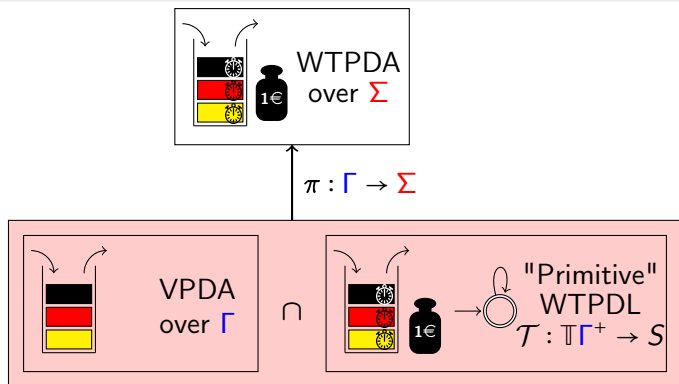 WTPDA
over Σ
1€
π : Γ → Σ
VPDA
over Γ
∩
1€
"Primitive"
WTPDL
𝒯 : 𝕋Γ⁺ → S